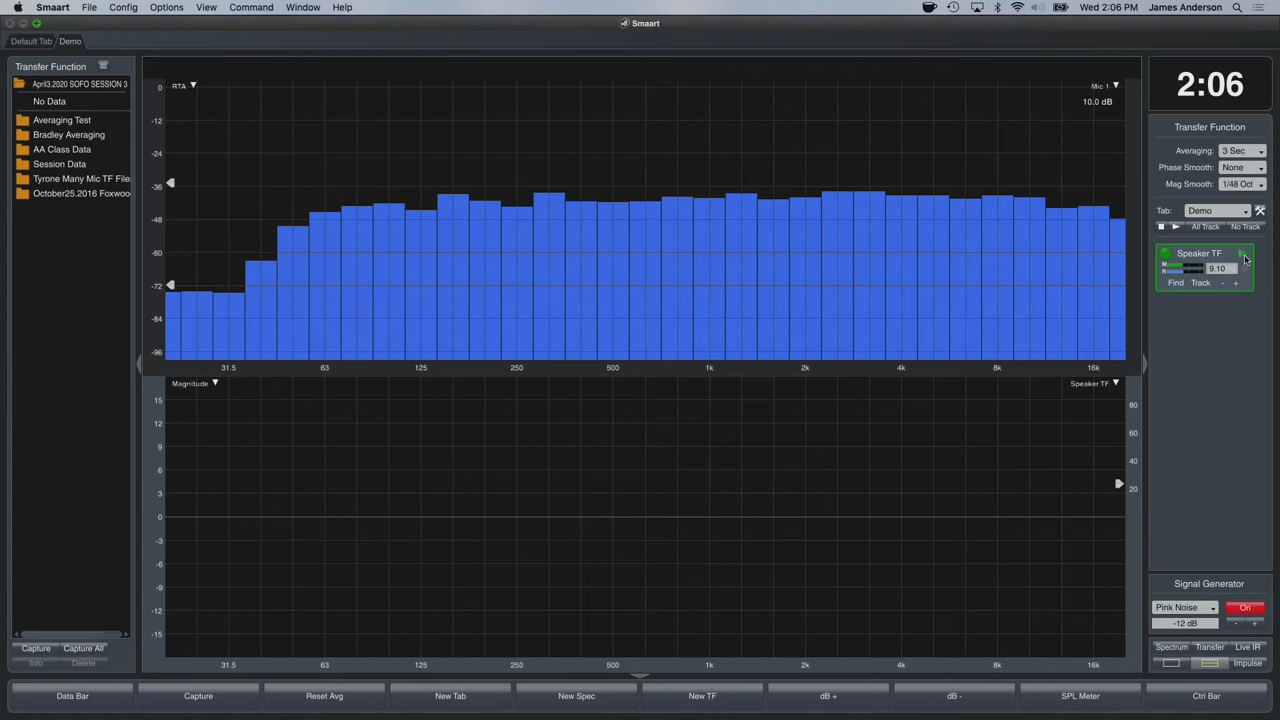 Smaart File Config Options View Command Window Help Wed 2:06 PM James Anderson
Smaart
Default Tab Demo
Transfer Function
April3.2020 SOFO SESSION 3
No Data
Averaging Test
Bradley Averaging
AA Class Data
Session Data
Tyrone Many Mic TF Files
October25.2016 Foxwoo
Capture Capture All
Info Delete
RTA Mic 1
10.0 dB
0
-12
-24
-36
-48
-60
-72
-84
-96
31.5 63 125 250 500 1k 2k 4k 8k 16k
Magnitude Speaker TF
15
12
9
6
3
0
-3
-6
-9
-12
-15
80
60
40
20
31.5 63 125 250 500 1k 2k 4k 8k 16k
2:06
Transfer Function
Averaging: 3 Sec
Phase Smooth: None
Mag Smooth: 1/48 Oct
Tab: Demo
All Track No Track
Speaker TF
M
R 9.10
Find Track - +
Signal Generator
Pink Noise On
-12 dB - +
Spectrum Transfer Live IR
Impulse
Data Bar Capture Reset Avg New Tab New Spec New TF dB + dB - SPL Meter Ctrl Bar